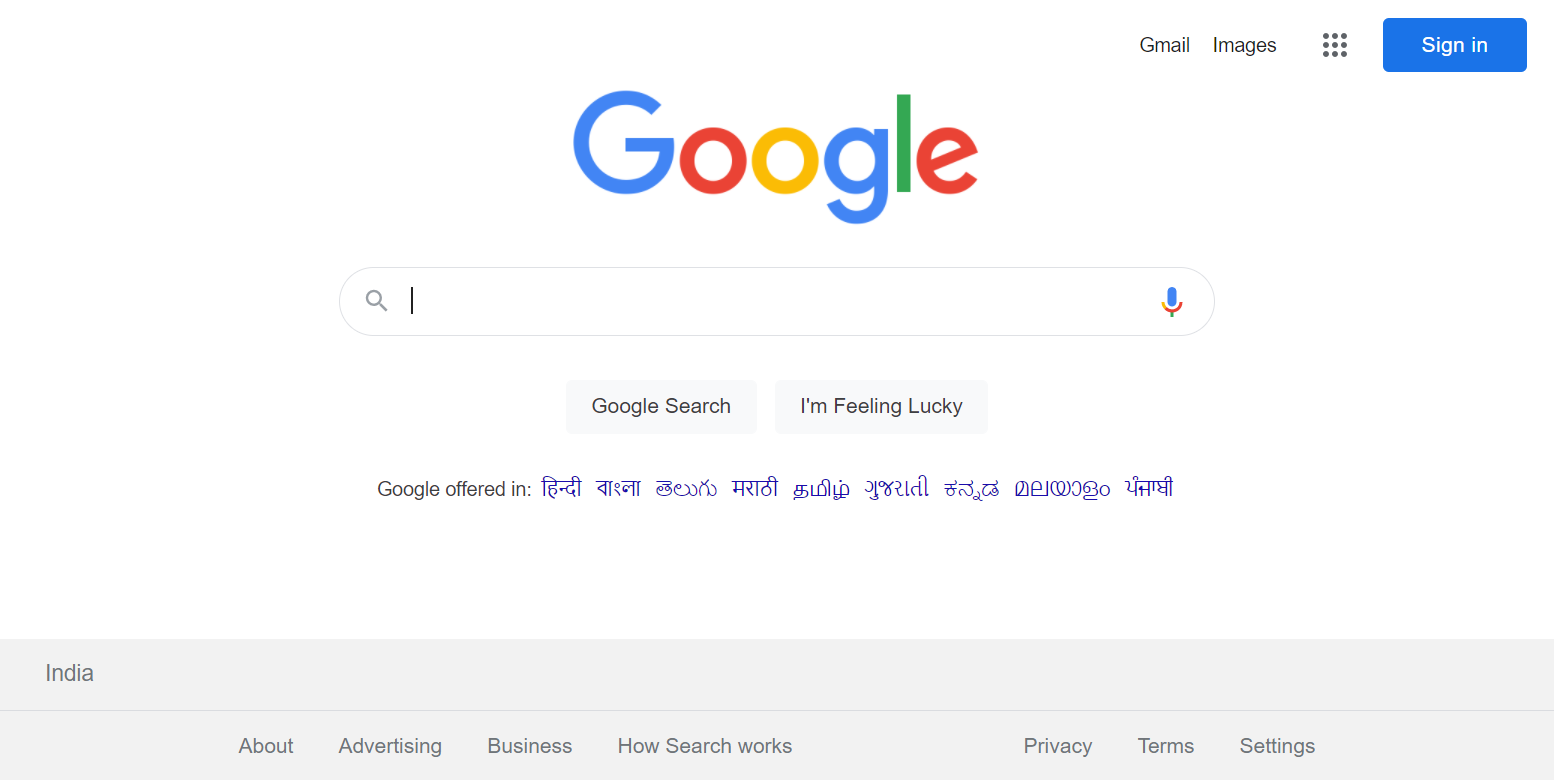 Gmail Images Sign in
Google
Google Search I'm Feeling Lucky
Google offered in: हिन्दी বাংলা తెలుగు मराठी தமிழ் ગુજરાતી ಕನ್ನಡ മലയാളം ਪੰਜਾਬੀ
India
About Advertising Business How Search works Privacy Terms Settings